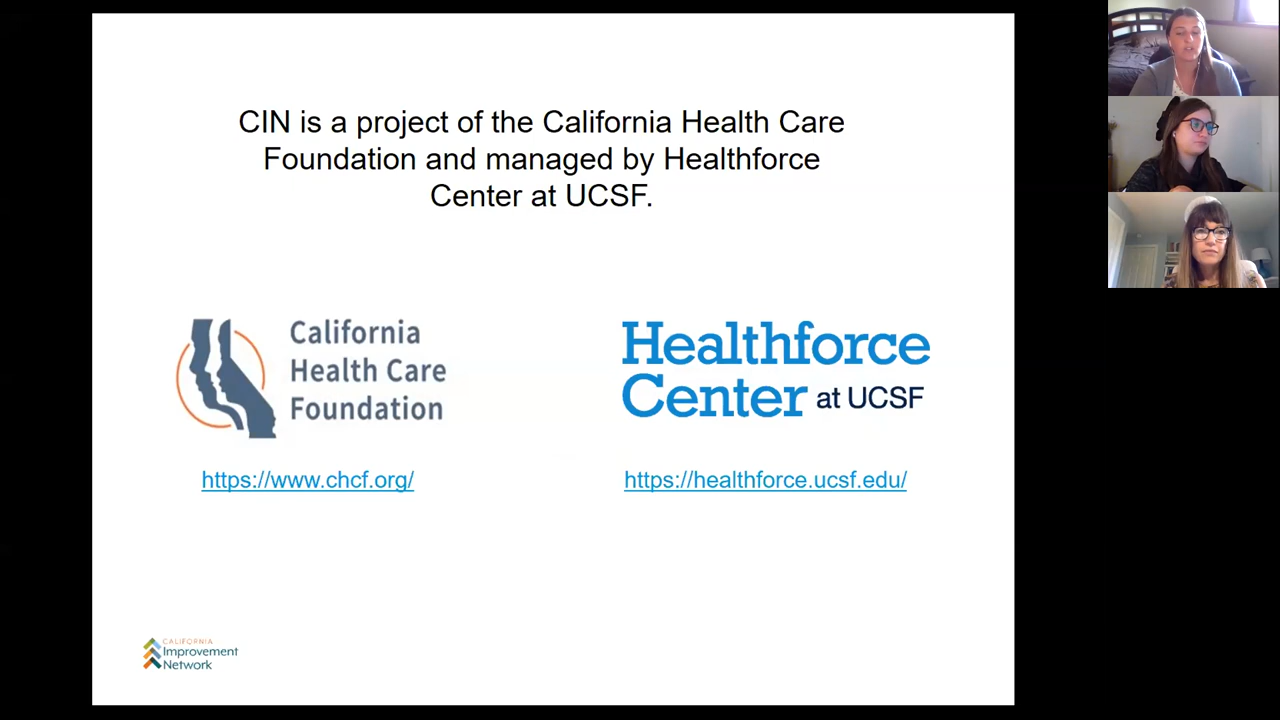 CIN is a project of the California Health Care
Foundation and managed by Healthforce
Center at UCSF.
California
Health Care
Foundation
Healthforce
Center at UCSF
https://www.chcf.org/
https://healthforce.ucsf.edu/
CALIFORNIA
Improvement
Network